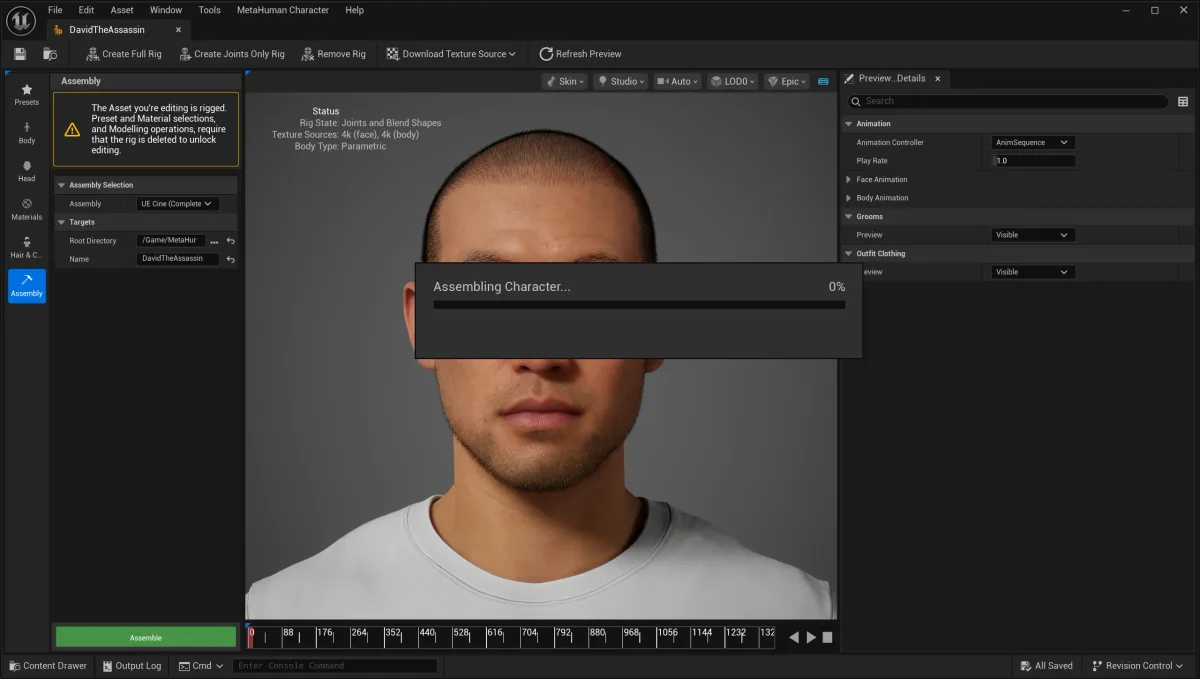 File Edit Asset Window Tools MetaHuman Character Help
DavidTheAssassin
Create Full Rig Create Joints Only Rig Remove Rig Download Texture Source Refresh Preview
Presets
Body
Head
Materials
Hair & C...
Assembly
Assembly
The Asset you're editing is rigged.
Preset and Material selections,
and Modelling operations, require
that the rig is deleted to unlock
editing.
Assembly Selection
Assembly UE Cine (Complete
Targets
Root Directory /Game/MetaHur ...
Name DavidTheAssassin
Assemble
Skin Studio Auto LOD0 Epic
Status
Rig State: Joints and Blend Shapes
Texture Sources: 4k (face), 4k (body)
Body Type: Parametric
Assembling Character... 0%
0 88 176 264 352 440 528 616 704 792 880 968 1056 1144 1232 132
Preview...Details
Search
Animation
Animation Controller AnimSequence
Play Rate 1.0
Face Animation
Body Animation
Grooms
Preview Visible
Outfit Clothing
eview Visible
Content Drawer Output Log Cmd Enter Console Command All Saved Revision Control